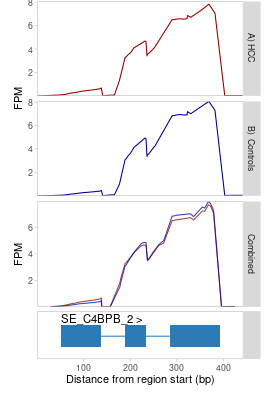 8
6
4
2
FPM
A) HCC
8
6
4
2
B) Controls
6
4
2
FPM
Combined
SE_C4BPB_2 >
100 200 300 400
Distance from region start (bp)